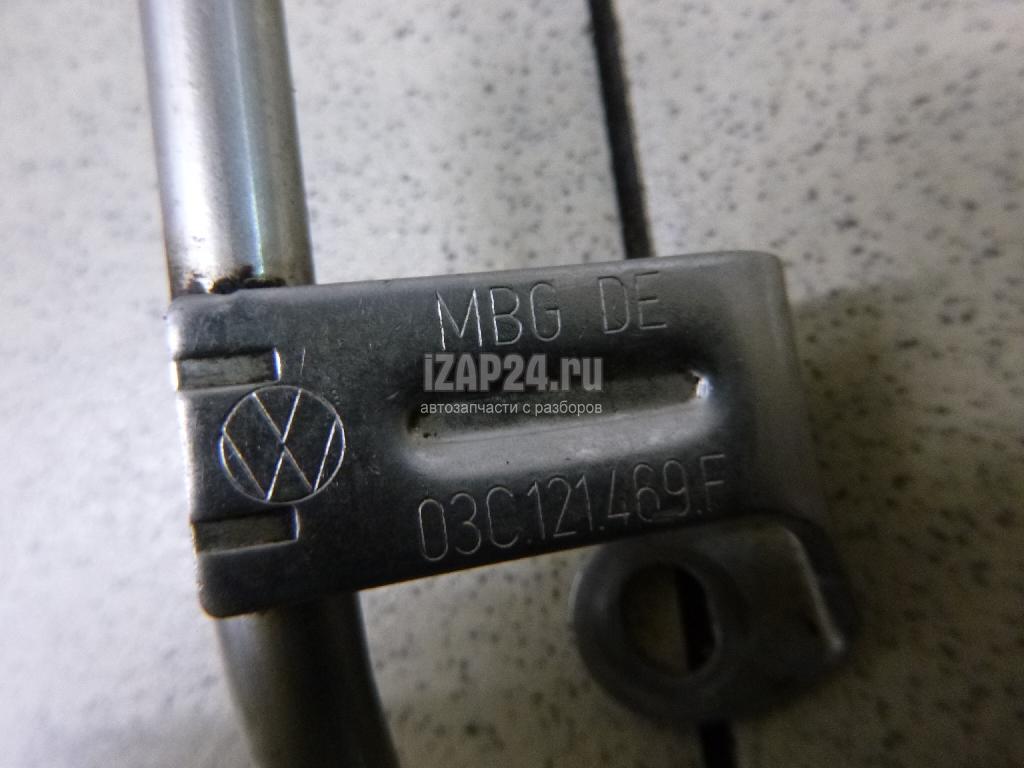 MBG DE
iZAP24.ru
автозапчасти с разборов
03C.121.469.F